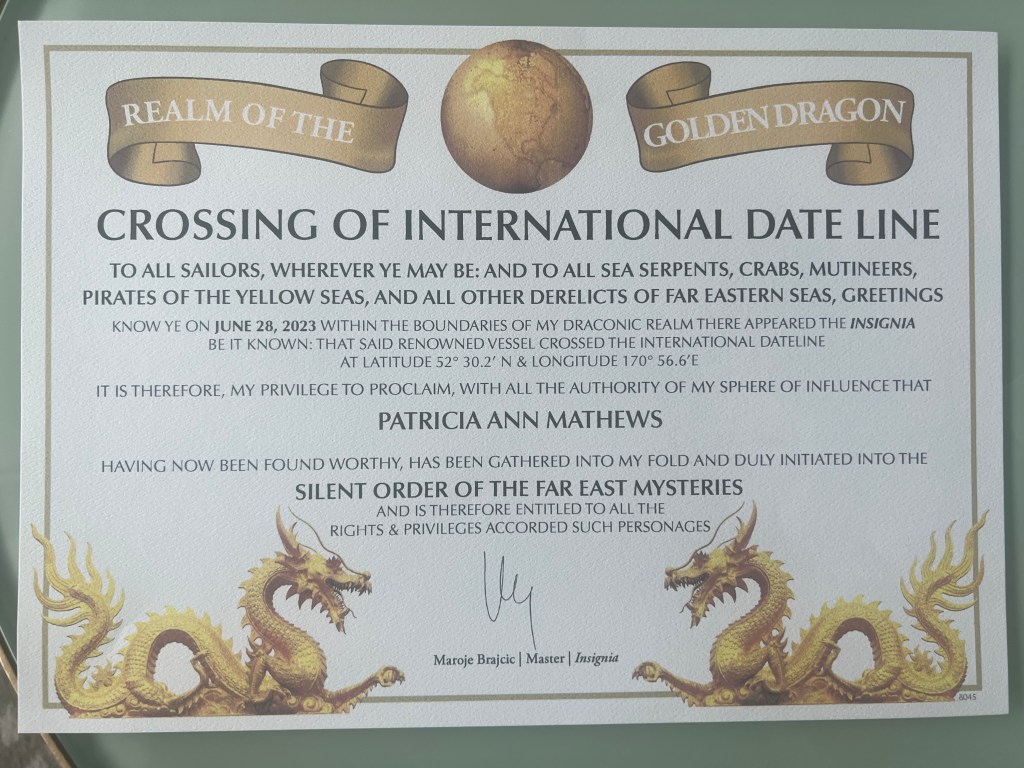 REALM OF THE GOLDEN DRAGON
CROSSING OF INTERNATIONAL DATE LINE
TO ALL SAILORS, WHEREVER YE MAY BE: AND TO ALL SEA SERPENTS, CRABS, MUTINEERS,
PIRATES OF THE YELLOW SEAS, AND ALL OTHER DERELICTS OF FAR EASTERN SEAS, GREETINGS
KNOW YE ON JUNE 28, 2023 WITHIN THE BOUNDARIES OF MY DRACONIC REALM THERE APPEARED THE INSIGNIA
BE IT KNOWN: THAT SAID RENOWNED VESSEL CROSSED THE INTERNATIONAL DATELINE
AT LATITUDE 52° 30.2' N & LONGITUDE 170° 56.6'E
IT IS THEREFORE, MY PRIVILEGE TO PROCLAIM, WITH ALL THE AUTHORITY OF MY SPHERE OF INFLUENCE THAT
PATRICIA ANN MATHEWS
HAVING NOW BEEN FOUND WORTHY, HAS BEEN GATHERED INTO MY FOLD AND DULY INITIATED INTO THE
SILENT ORDER OF THE FAR EAST MYSTERIES
AND IS THEREFORE ENTITLED TO ALL THE
RIGHTS & PRIVILEGES ACCORDED SUCH PERSONAGES
Maroje Brajcic | Master | Insignia
8045